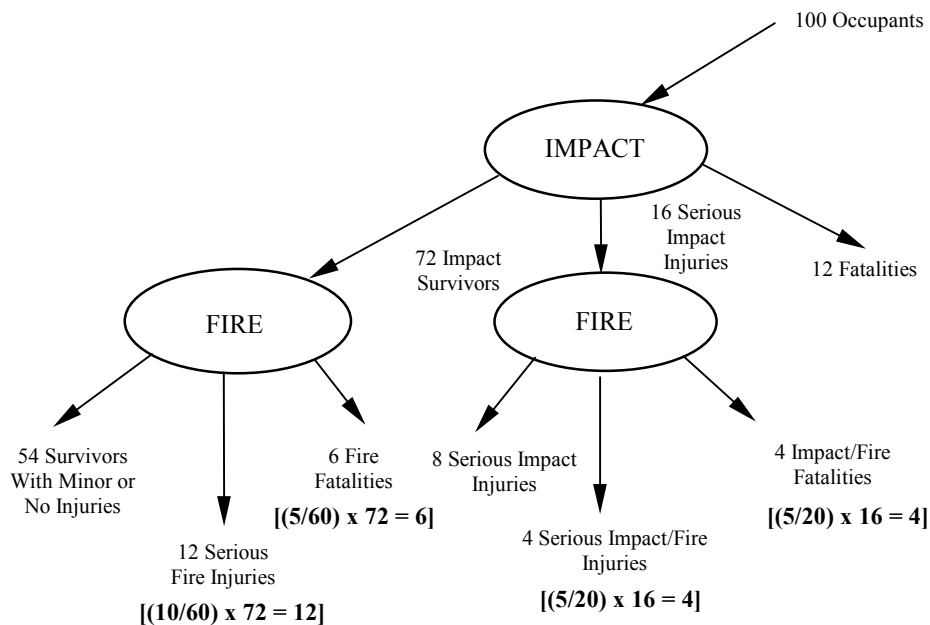 100 Occupants
IMPACT
16 Serious
Impact
Injuries
72 Impact
Survivors
12 Fatalities
FIRE
FIRE
54 Survivors
With Minor or
No Injuries
6 Fire
Fatalities
[(5/60) x 72 = 6]
12 Serious
Fire Injuries
[(10/60) x 72 = 12]
8 Serious Impact
Injuries
4 Serious Impact/Fire
Injuries
[(5/20) x 16 = 4]
4 Impact/Fire
Fatalities
[(5/20) x 16 = 4]